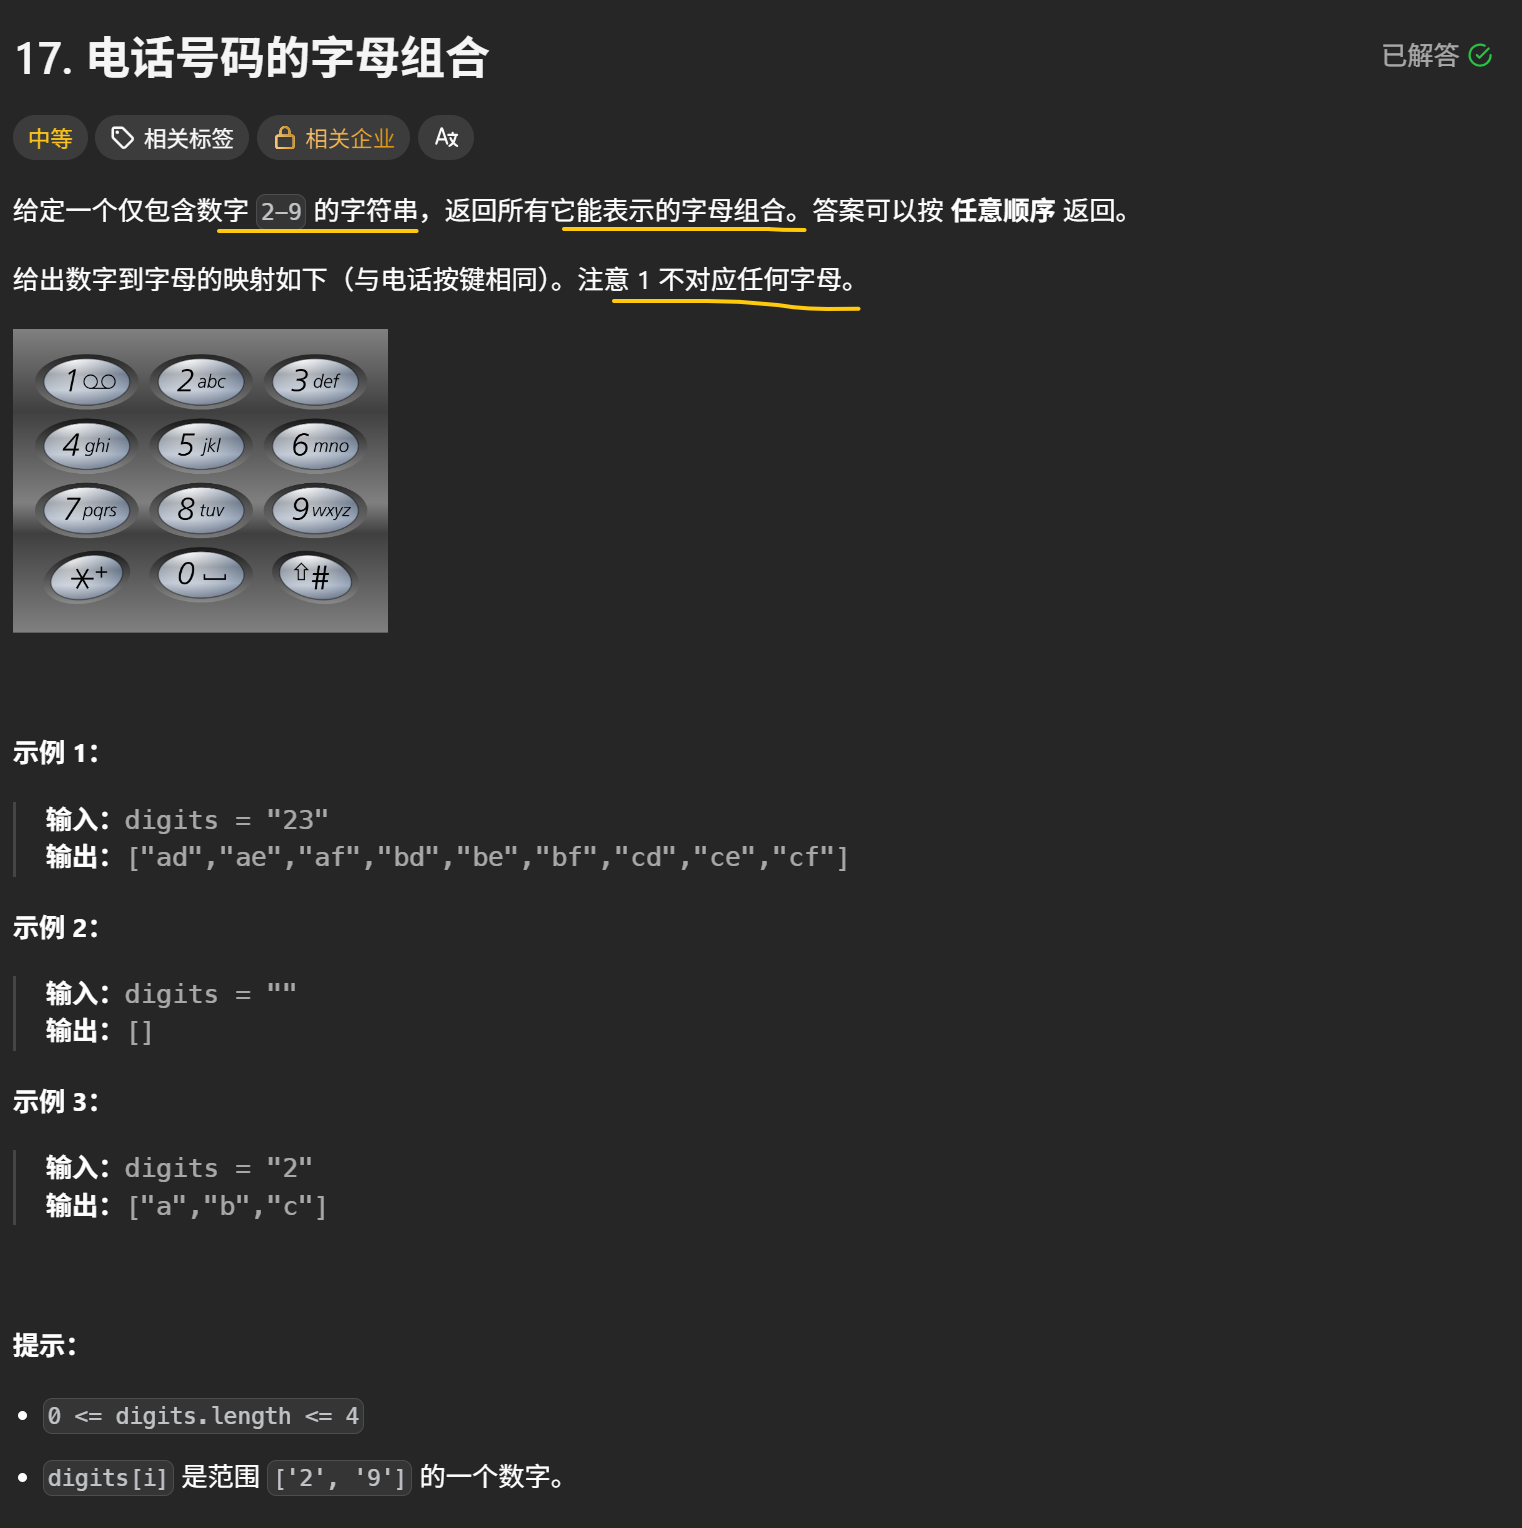 17. 电话号码的字母组合
已解答
中等
相关标签
相关企业
给定一个仅包含数字 2-9 的字符串，返回所有它能表示的字母组合。答案可以按 任意顺序 返回。
给出数字到字母的映射如下（与电话按键相同）。注意 1 不对应任何字母。
1 2 abc 3 def
4 ghi 5 jkl 6 mno
7 pqrs 8 tuv 9 wxyz
*+ 0 #
示例 1：
输入：digits = "23"
输出：["ad","ae","af","bd","be","bf","cd","ce","cf"]
示例 2：
输入：digits = ""
输出：[]
示例 3：
输入：digits = "2"
输出：["a","b","c"]
提示：
0 <= digits.length <= 4
digits[i] 是范围 ['2', '9'] 的一个数字。